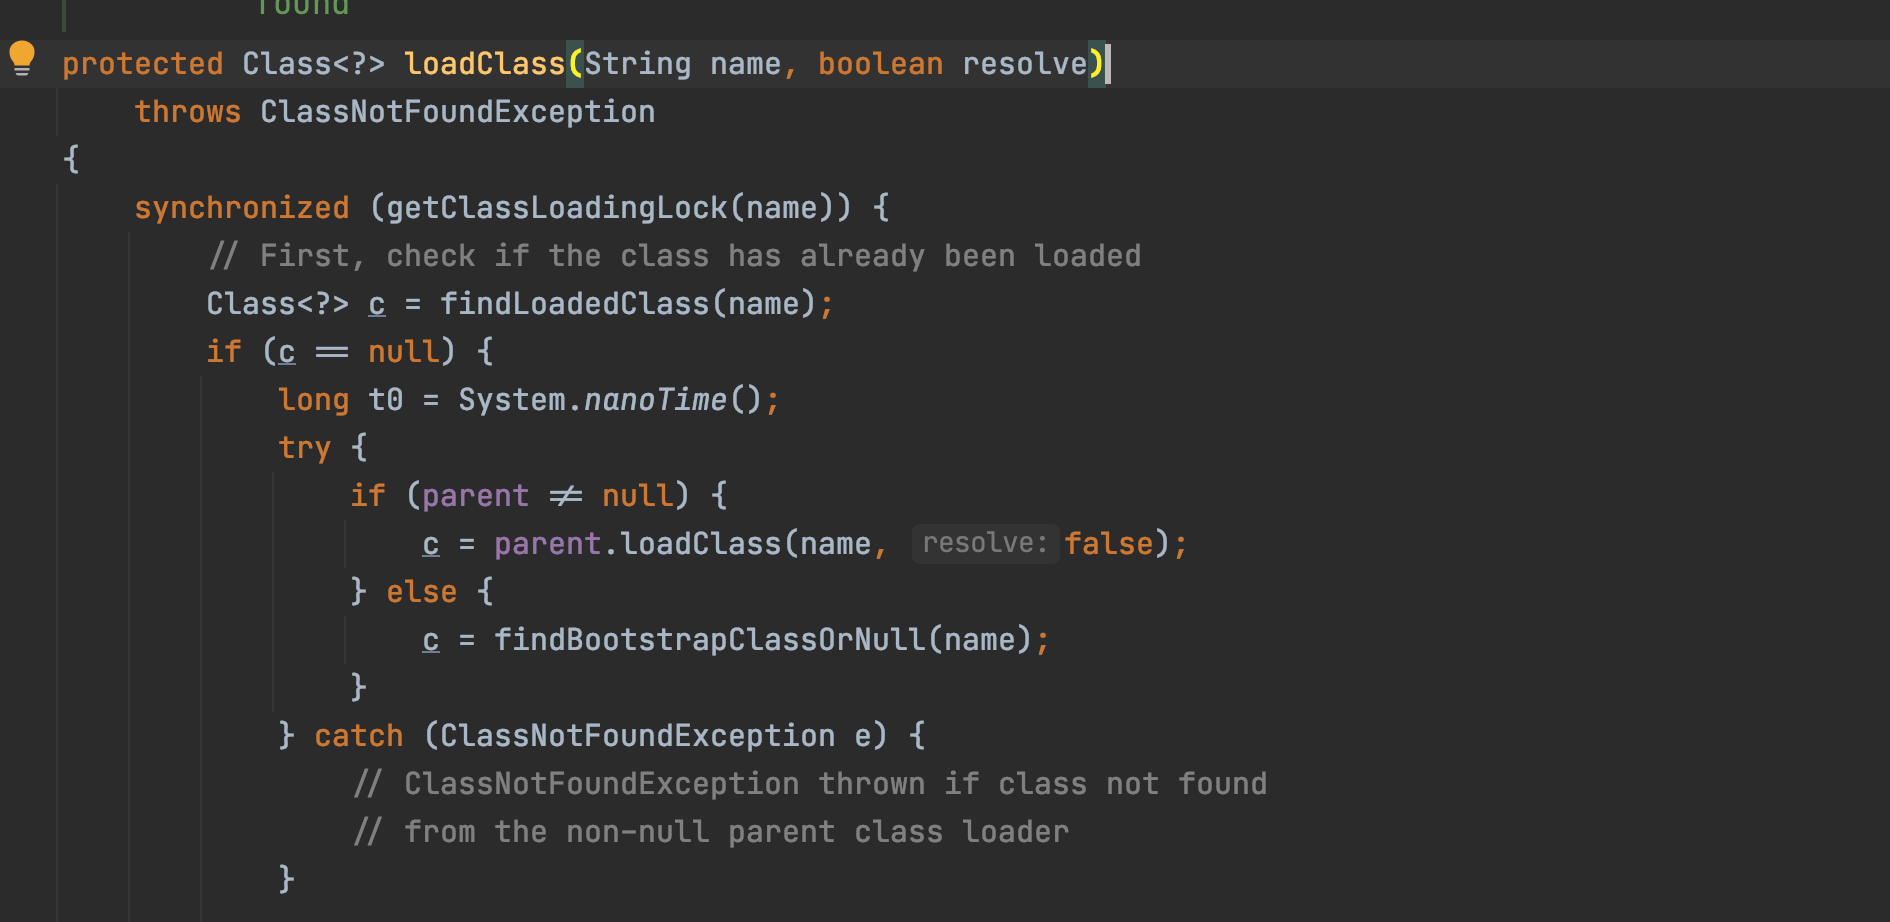 found
protected Class<?> loadClass(String name, boolean resolve)
    throws ClassNotFoundException
{
    synchronized (getClassLoadingLock(name)) {
        // First, check if the class has already been loaded
        Class<?> c = findLoadedClass(name);
        if (c == null) {
            long t0 = System.nanoTime();
            try {
                if (parent != null) {
                    c = parent.loadClass(name, resolve: false);
                } else {
                    c = findBootstrapClassOrNull(name);
                }
            } catch (ClassNotFoundException e) {
                // ClassNotFoundException thrown if class not found
                // from the non-null parent class loader
            }